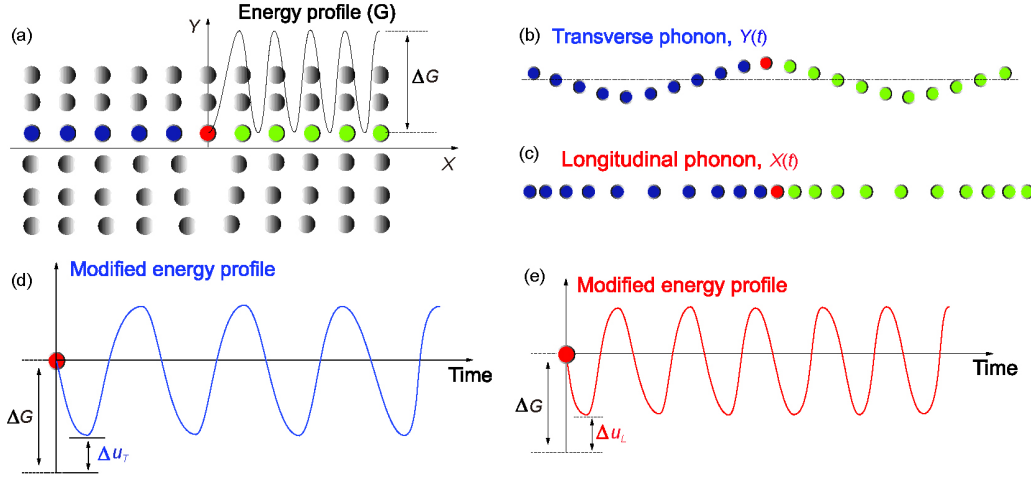 (a)
Energy profile (G)
Y
ΔG
X
(b)
Transverse phonon, Y(t)
(c)
Longitudinal phonon, X(t)
(d)
Modified energy profile
Time
ΔG
Δu_T
(e)
Modified energy profile
Time
ΔG
Δu_L